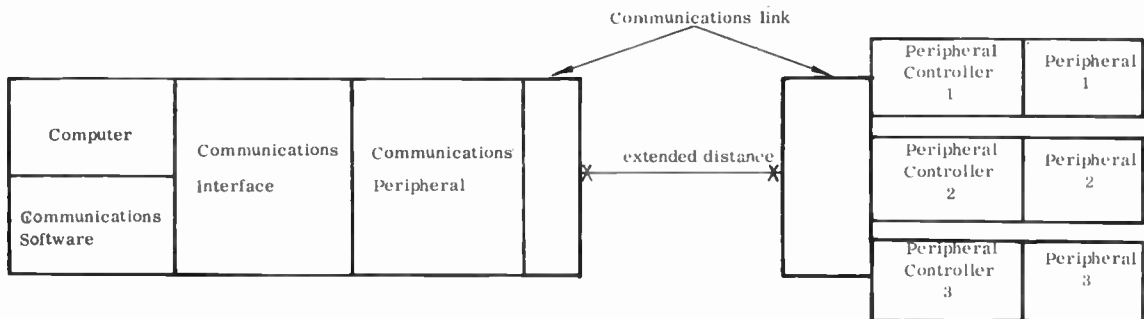 Communications link
Computer
Communications
Software
Communications
Interface
Communications
Peripheral
extended distance
Peripheral
Controller
1
Peripheral
1
Peripheral
Controller
2
Peripheral
2
Peripheral
Controller
3
Peripheral
3